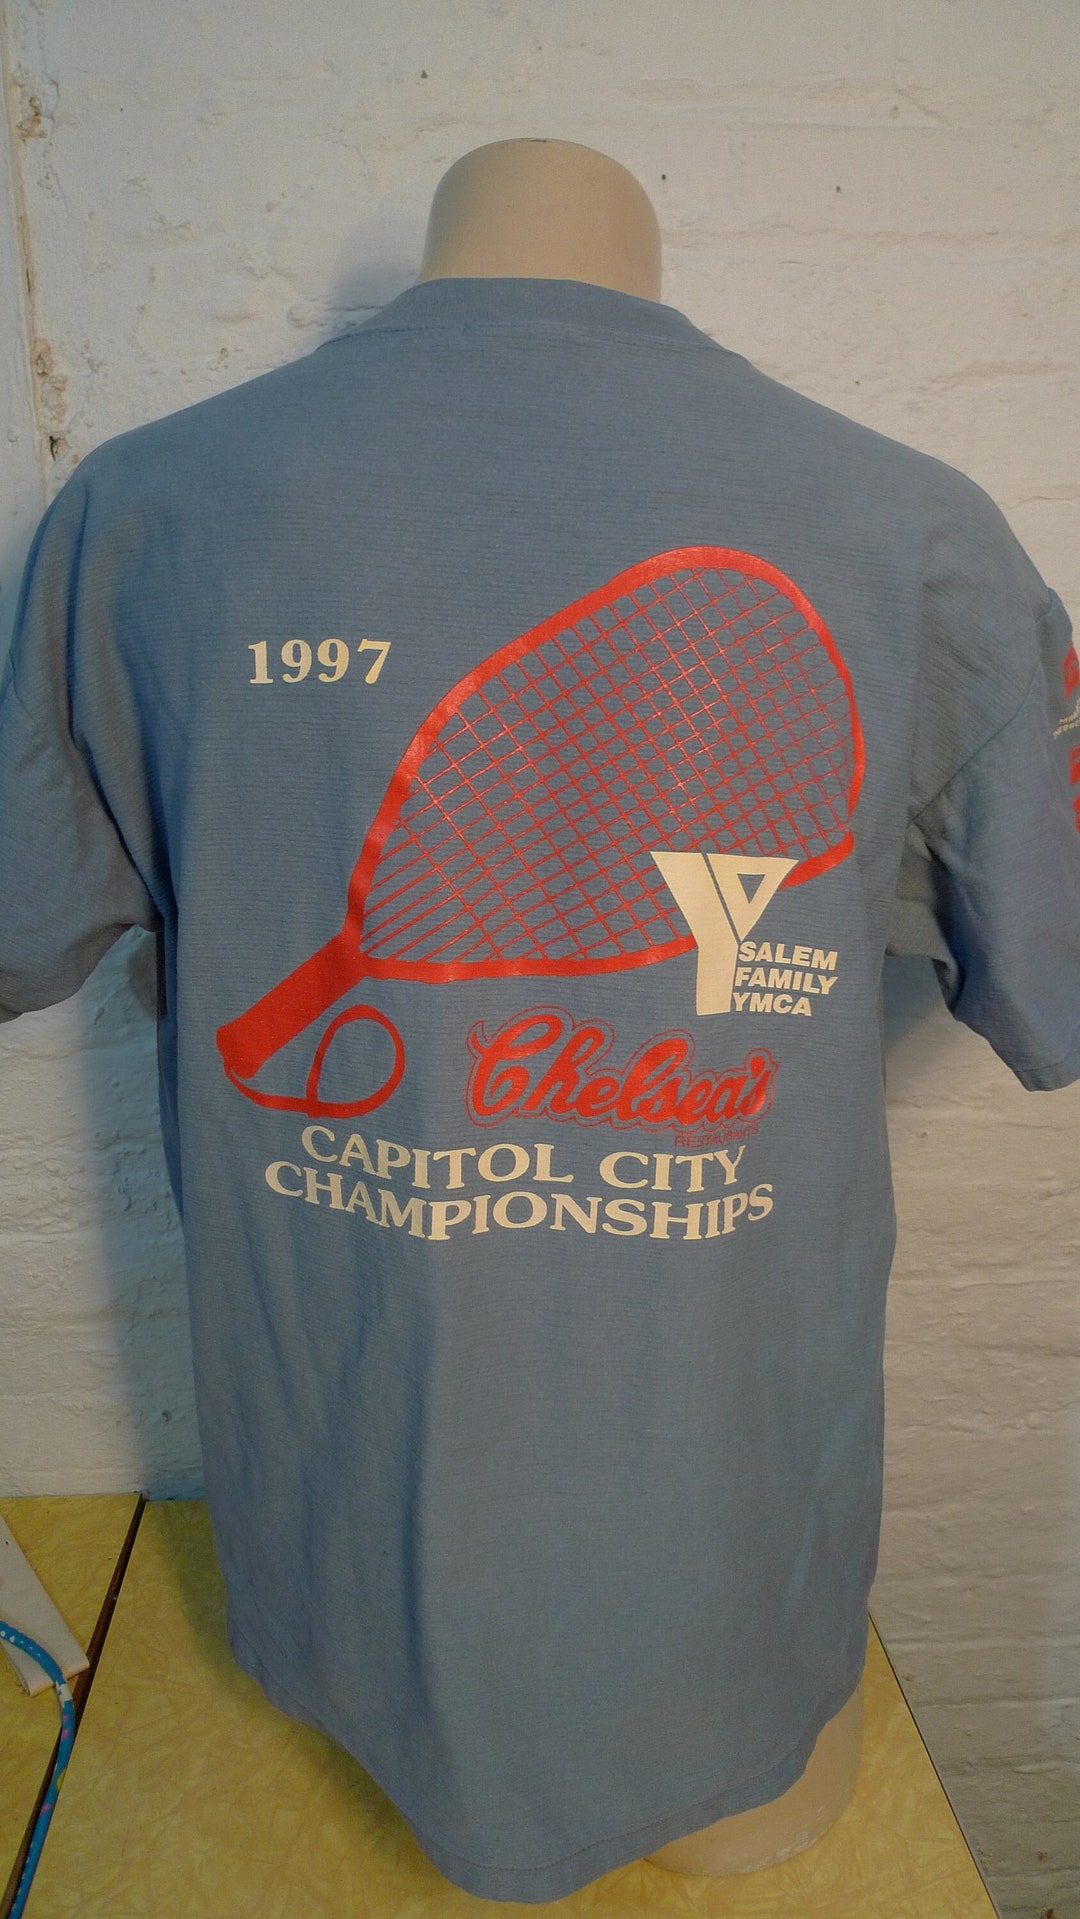 1997
SALEM
FAMILY
YMCA
Chelsea's
RESTAURANTS
CAPITOL CITY
CHAMPIONSHIPS